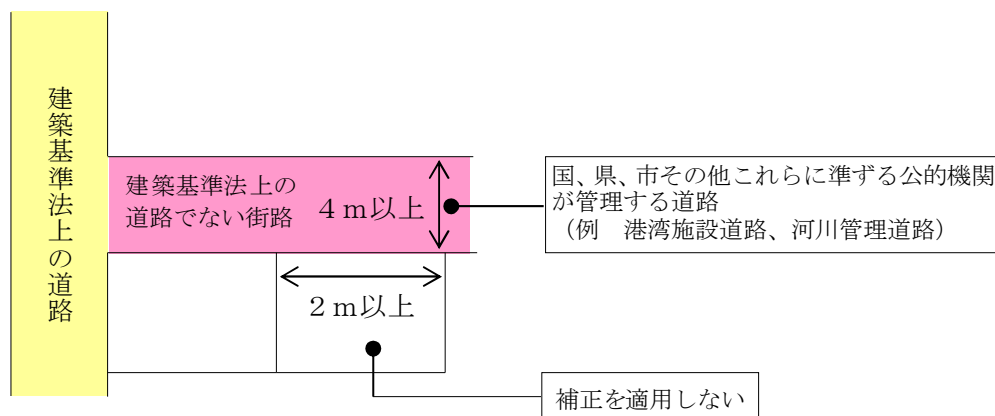 建築基準法上の道路
建築基準法上の
道路でない街路
４ｍ以上
国、県、市その他これらに準ずる公的機関
が管理する道路
（例　港湾施設道路、河川管理道路）
２ｍ以上
補正を適用しない